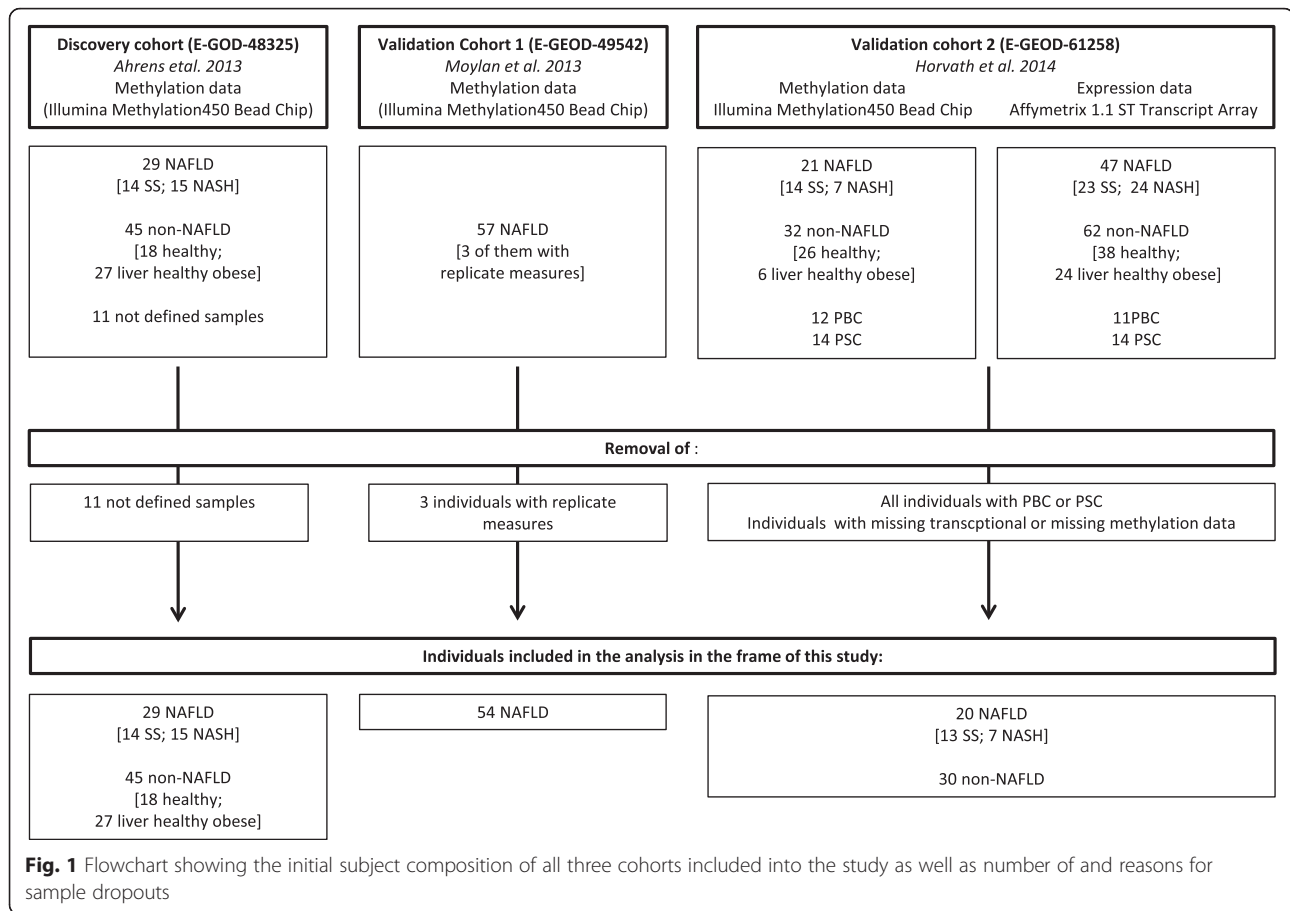 Discovery cohort (E-GOD-48325)
Ahrens etal. 2013
Methylation data
(Illumina Methylation450 Bead Chip)
Validation Cohort 1 (E-GEOD-49542)
Moylan et al. 2013
Methylation data
(Illumina Methylation450 Bead Chip)
Validation cohort 2 (E-GEOD-61258)
Horvath et al. 2014
Methylation data
Illumina Methylation450 Bead Chip
Expression data
Affymetrix 1.1 ST Transcript Array
29 NAFLD
[14 SS; 15 NASH]
45 non-NAFLD
[18 healthy;
27 liver healthy obese]
11 not defined samples
57 NAFLD
[3 of them with
replicate measures]
21 NAFLD
[14 SS; 7 NASH]
32 non-NAFLD
[26 healthy;
6 liver healthy obese]
12 PBC
14 PSC
47 NAFLD
[23 SS;  24 NASH]
62 non-NAFLD
[38 healthy;
24 liver healthy obese]
11PBC
14 PSC
Removal of :
11 not defined samples
3 individuals with replicate
measures
All individuals with PBC or PSC
Individuals  with missing transcptional or missing methylation data
Individuals included in the analysis in the frame of this study:
29 NAFLD
[14 SS; 15 NASH]
45 non-NAFLD
[18 healthy;
27 liver healthy obese]
54 NAFLD
20 NAFLD
[13 SS; 7 NASH]
30 non-NAFLD
Fig. 1 Flowchart showing the initial subject composition of all three cohorts included into the study as well as number of and reasons for
sample dropouts